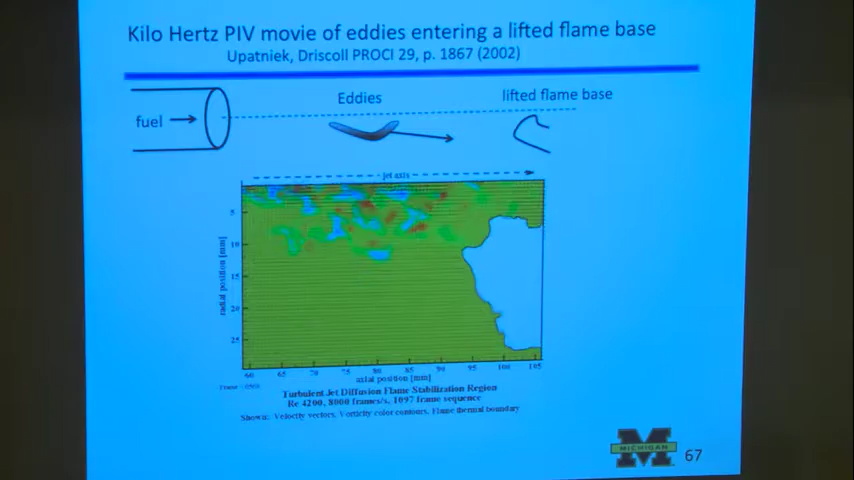 Kilo Hertz PIV movie of eddies entering a lifted flame base
Upatniek, Driscoll PROCI 29, p. 1867 (2002)
fuel
Eddies
lifted flame base
jet axis
radial position [mm]
5
10
15
20
25
60
65
70
75
80
85
90
95
100
105
axial position [mm]
Turbulent Jet Diffusion Flame Stabilization Region
Re 4200, 8000 frames/s, 1097 frame sequence
Shown: Velocity vectors, Vorticity color contours, Flame thermal boundary
M
MICHIGAN
67